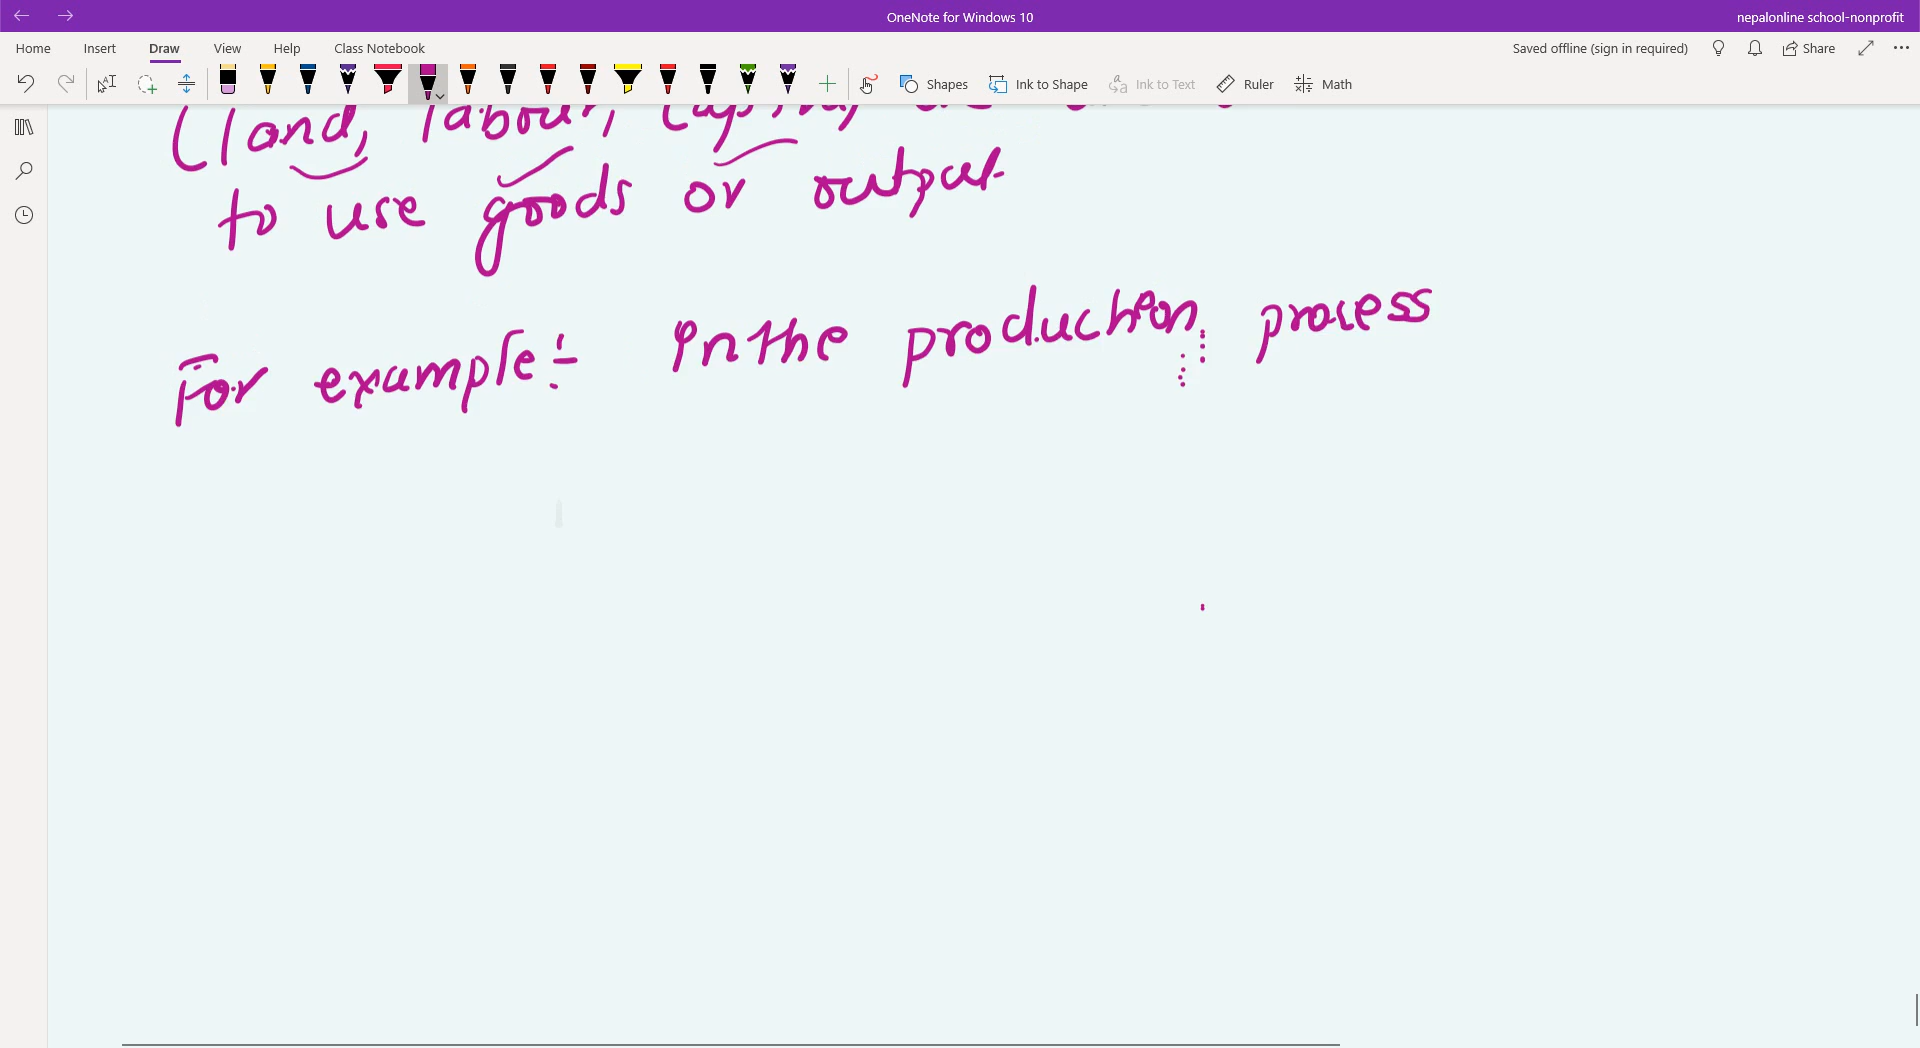 OneNote for Windows 10
nepalonline school-nonprofit
Home Insert Draw View Help Class Notebook
Saved offline (sign in required) Share
Shapes Ink to Shape Ink to Text Ruler Math
(land, labour, capital,
to use goods or output.
For example:- In the production process